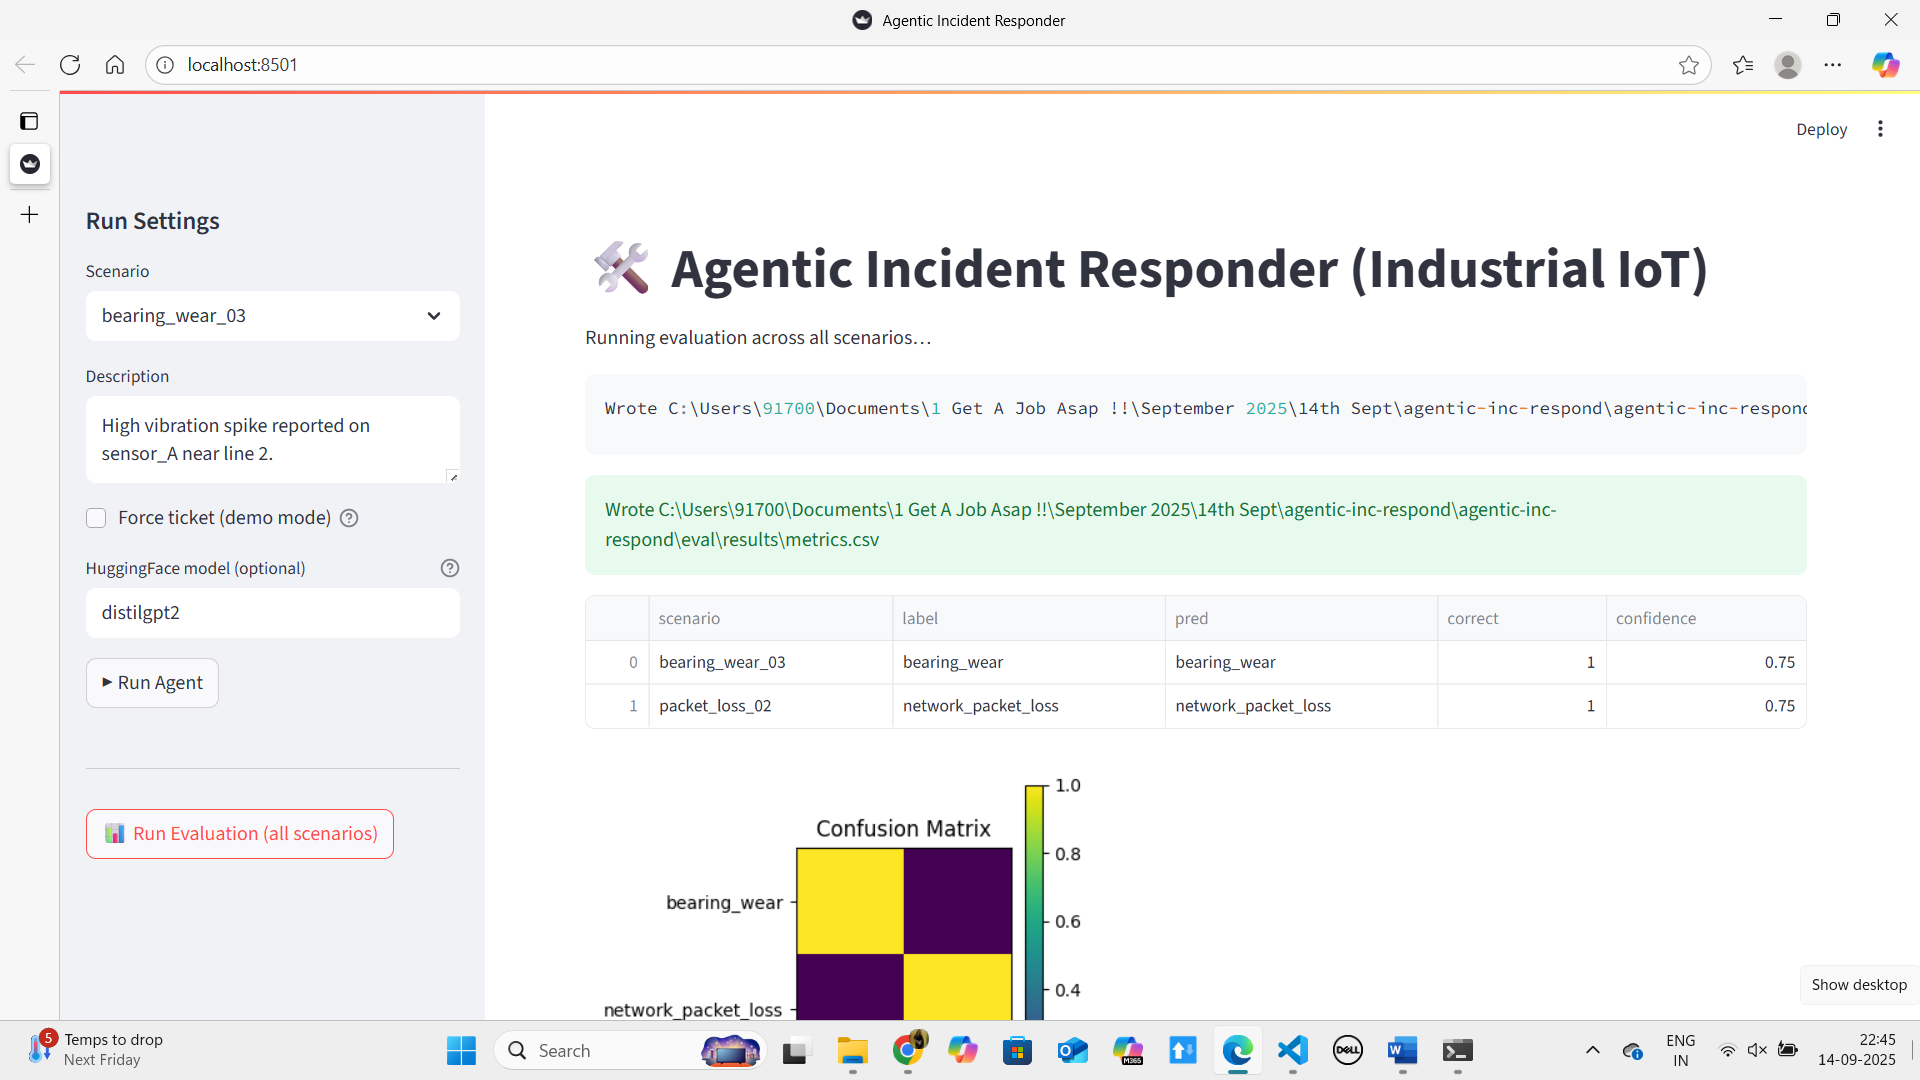 Agentic Incident Responder
localhost:8501
Deploy
Run Settings
Scenario
bearing_wear_03
Description
High vibration spike reported on
sensor_A near line 2.
Force ticket (demo mode)
HuggingFace model (optional)
distilgpt2
Run Agent
Run Evaluation (all scenarios)
🛠️ Agentic Incident Responder (Industrial IoT)
Running evaluation across all scenarios…
Wrote C:\Users\91700\Documents\1 Get A Job Asap !!\September 2025\14th Sept\agentic-inc-respond\agentic-inc-respond
Wrote C:\Users\91700\Documents\1 Get A Job Asap !!\September 2025\14th Sept\agentic-inc-respond\agentic-inc-
respond\eval\results\metrics.csv
scenario label pred correct confidence
0 bearing_wear_03 bearing_wear bearing_wear 1 0.75
1 packet_loss_02 network_packet_loss network_packet_loss 1 0.75
Confusion Matrix
bearing_wear
network_packet_loss
1.0
0.8
0.6
0.4
Show desktop
5
Temps to drop
Next Friday
Search
M365
DELL
ENG
IN
22:45
14-09-2025